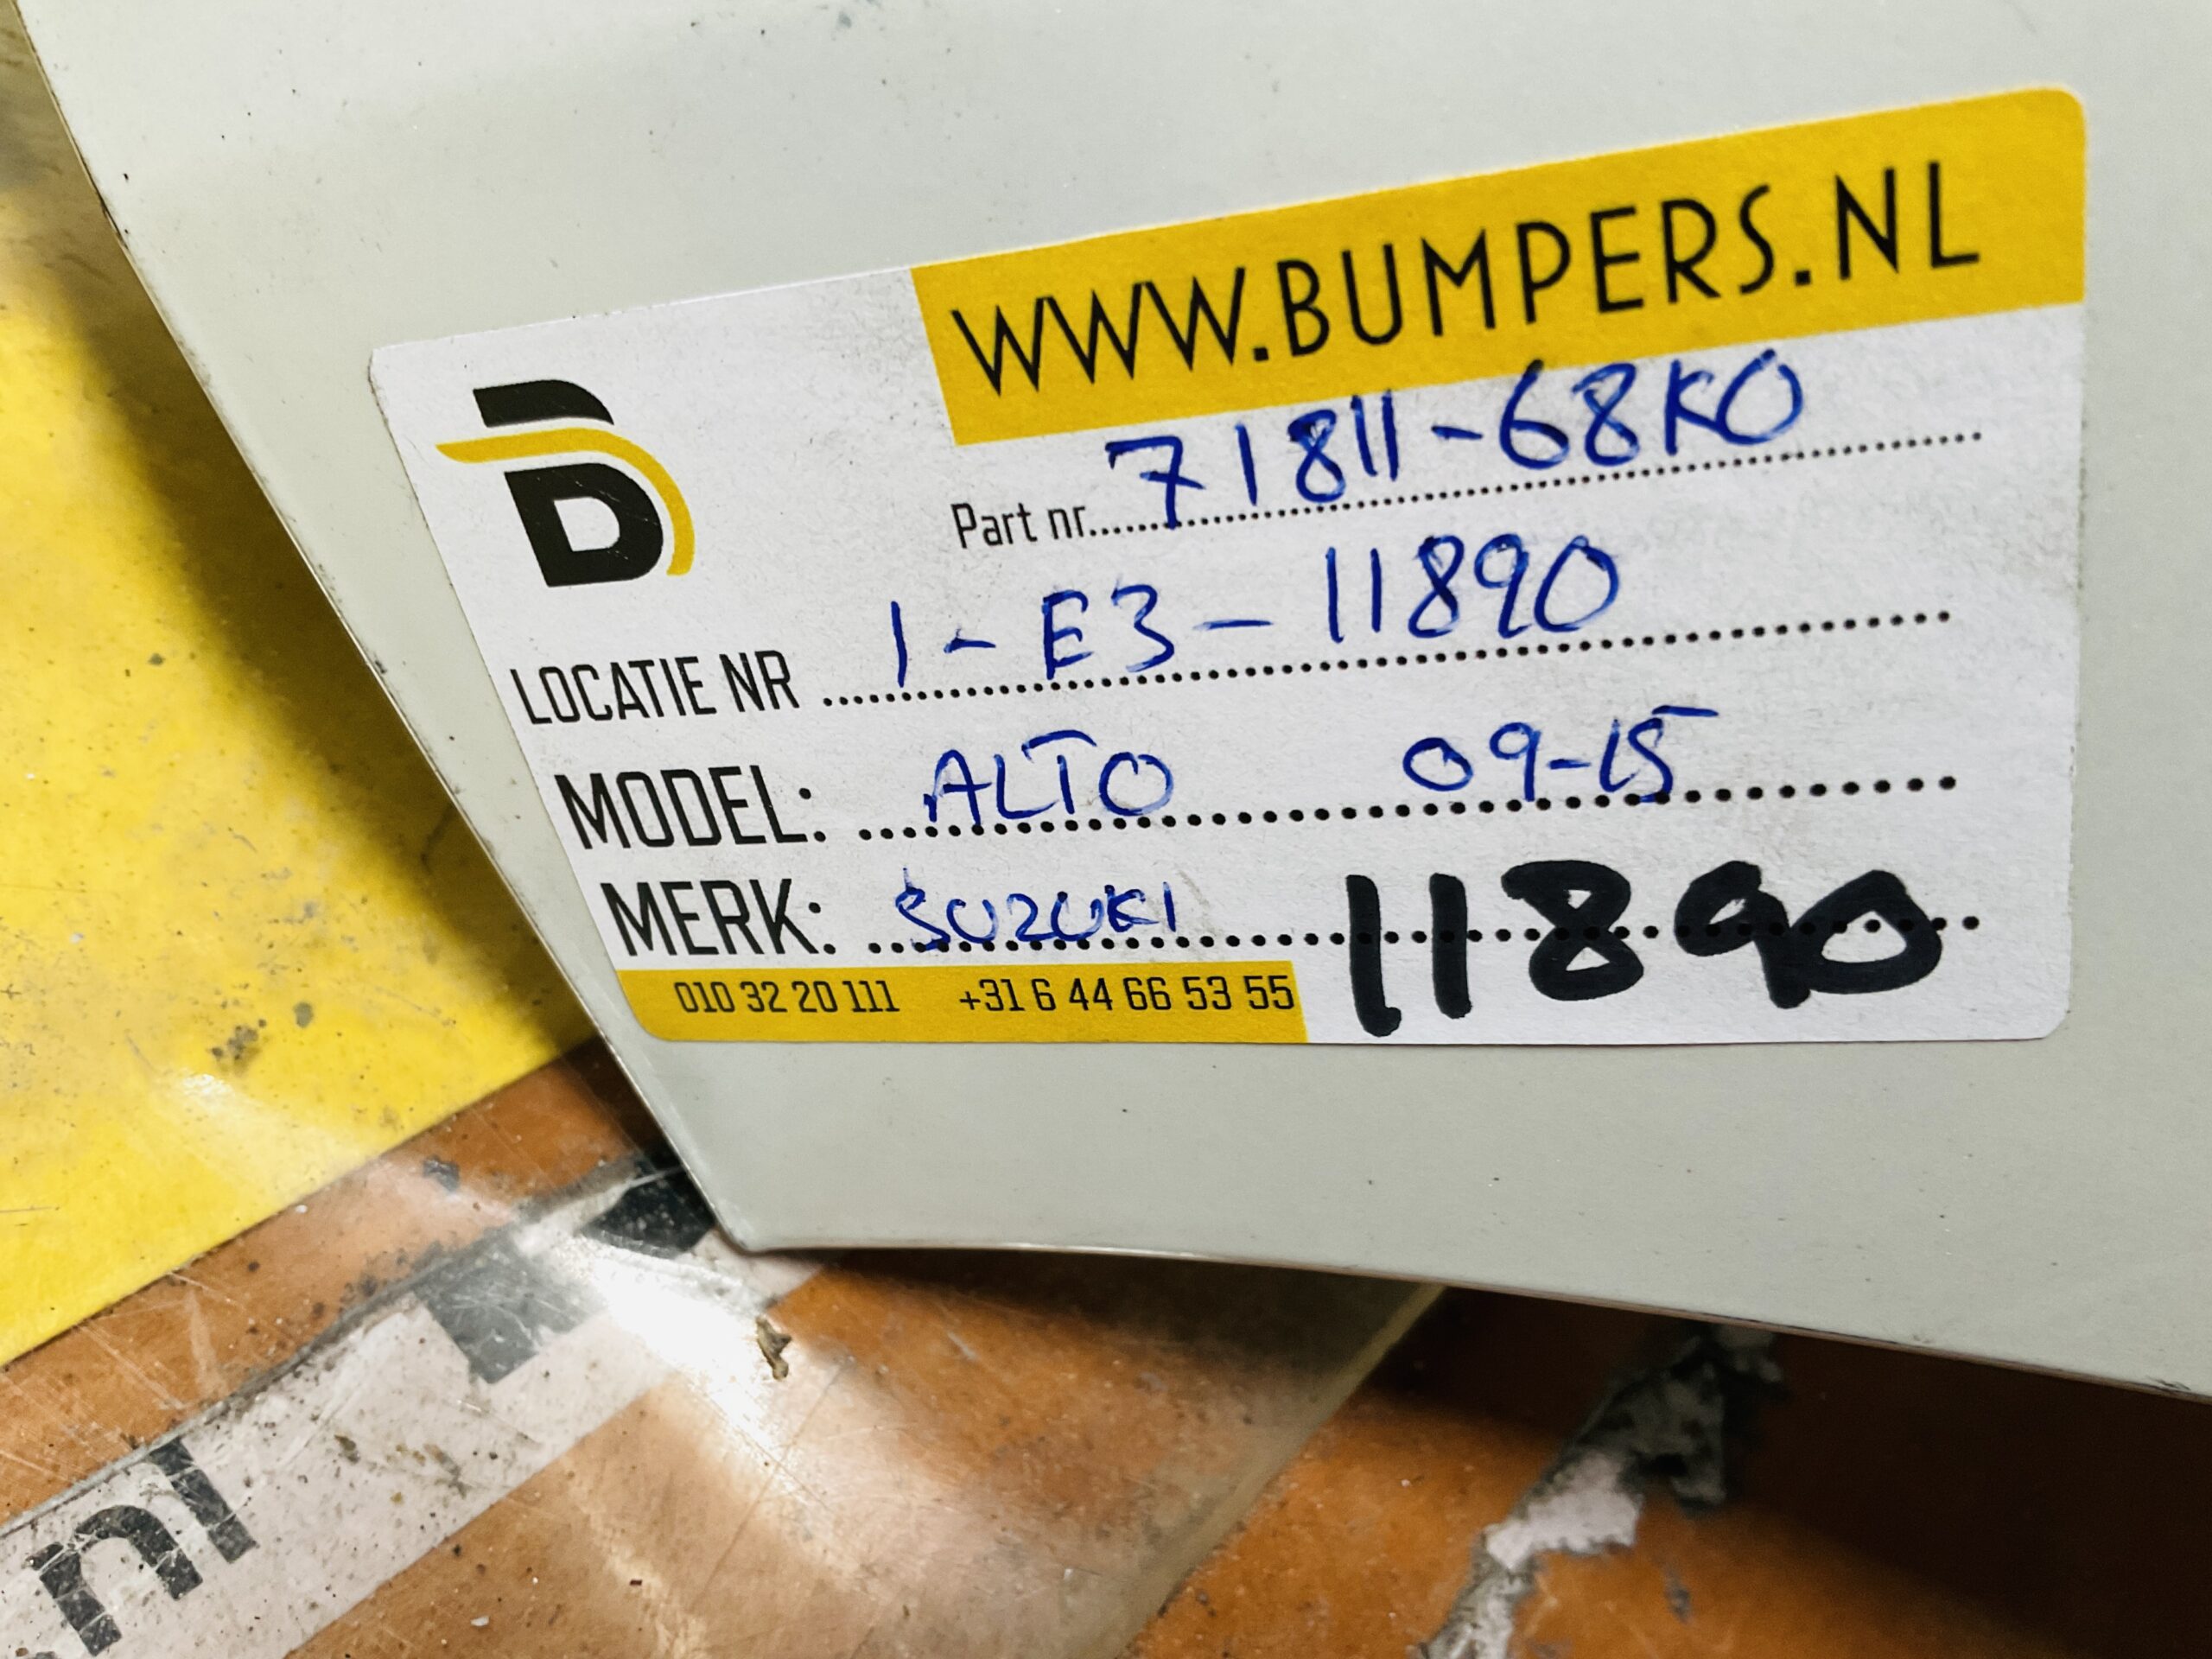 WWW.BUMPERS.NL
B
Part nr. 71811-68K0
LOCATIE NR 1-E3-11890
MODEL: ALTO 09-15
MERK: SUZUKI 11890
010 32 20 111 +31 6 44 66 53 55